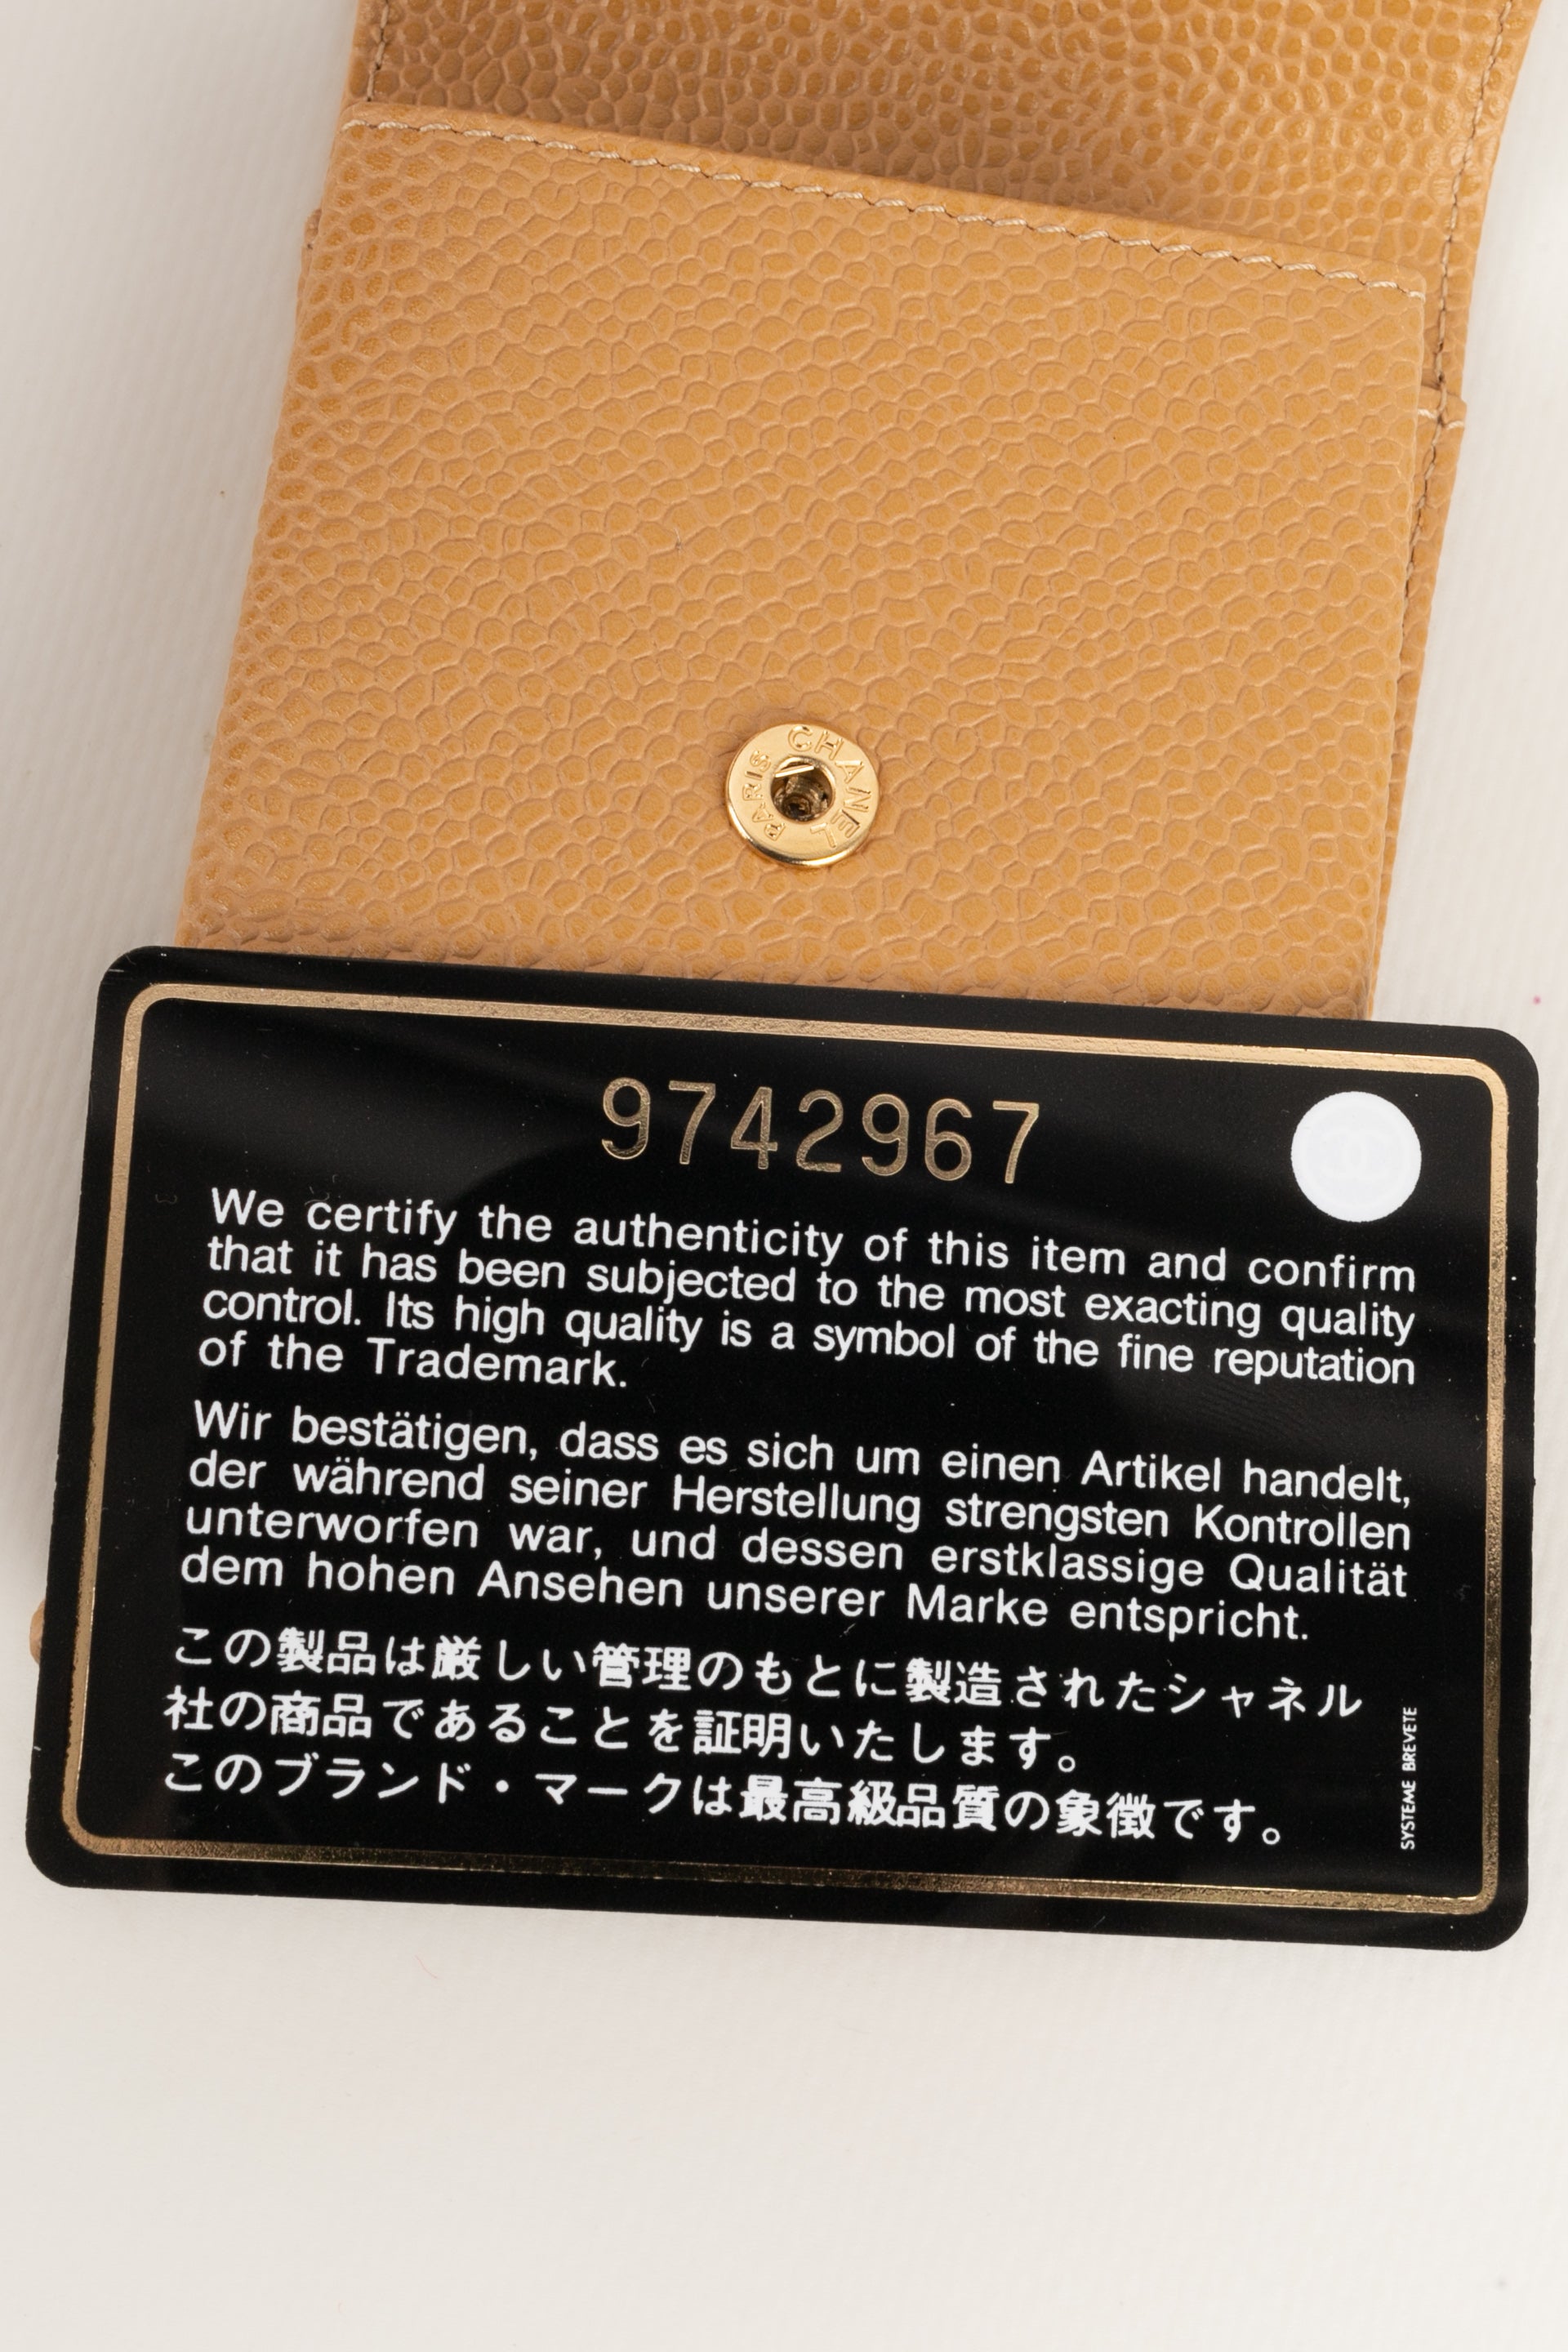 CHANEL
PARIS
9742967
We certify the authenticity of this item and confirm
that it has been subjected to the most exacting quality
control. Its high quality is a symbol of the fine reputation
of the Trademark.
Wir bestätigen, dass es sich um einen Artikel handelt,
der während seiner Herstellung strengsten Kontrollen
unterworfen war, und dessen erstklassige Qualität
dem hohen Ansehen unserer Marke entspricht.
この製品は厳しい管理のもとに製造されたシャネル
社の商品であることを証明いたします。
このブランド・マークは最高級品質の象徴です。
SYSTEME BREVETE